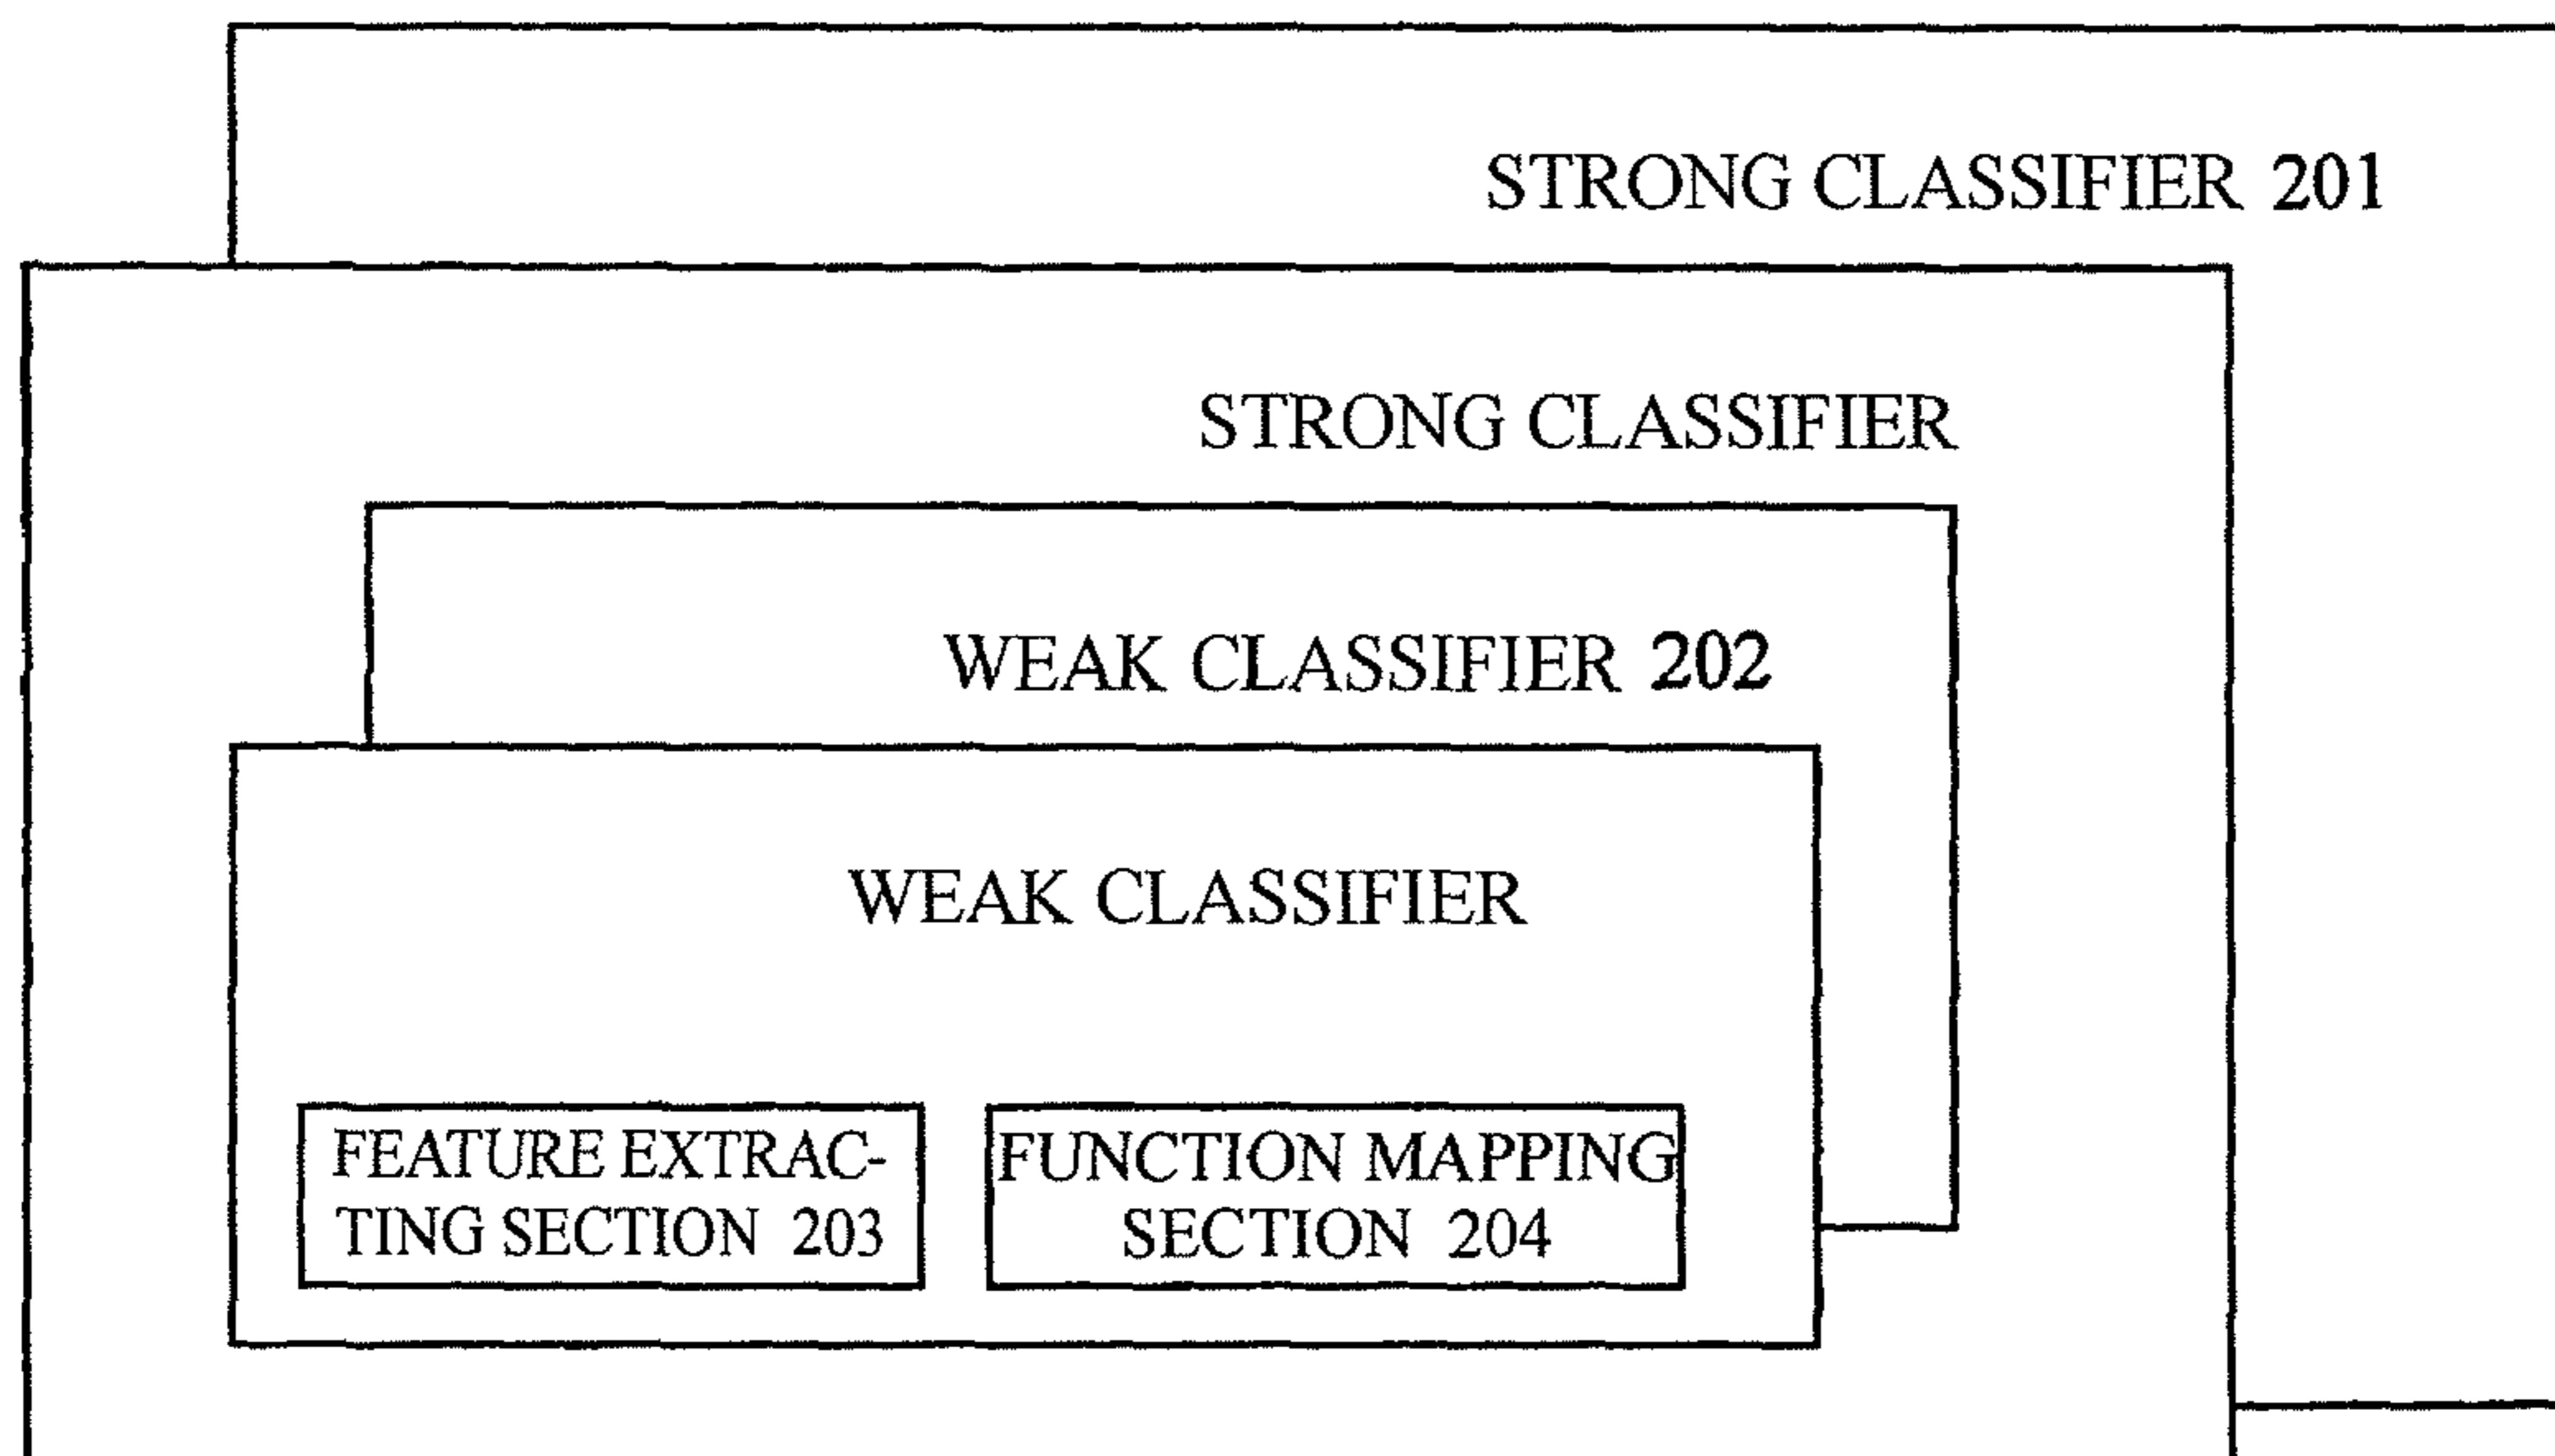 STRONG CLASSIFIER 201
STRONG CLASSIFIER
WEAK CLASSIFIER 202
WEAK CLASSIFIER
FEATURE EXTRAC-
TING SECTION 203
FUNCTION MAPPING
SECTION 204